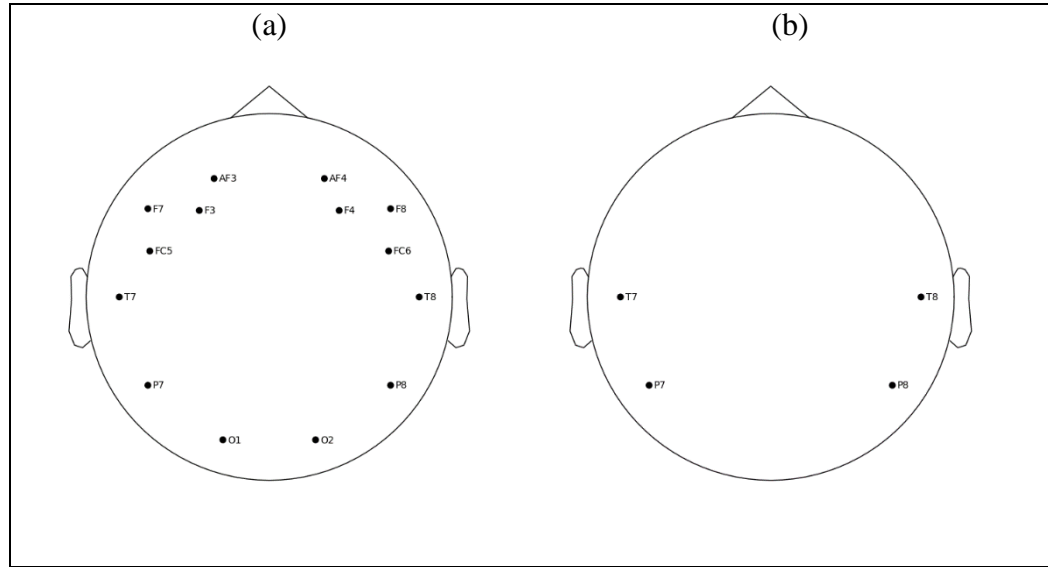 (a) (b)
AF3 AF4
F7 F3 F4 F8
FC5 FC6
T7 T8 T7 T8
P7 P8 P7 P8
O1 O2